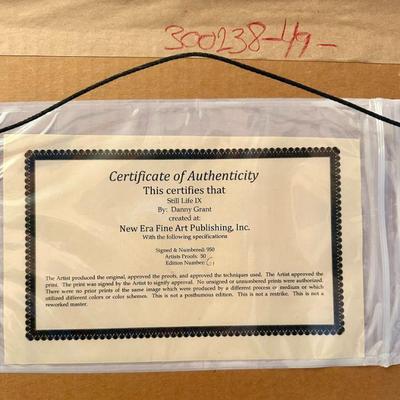 300238-49-
Certificate of Authenticity
This certifies that
Still Life IX
By: Danny Grant
created at:
New Era Fine Art Publishing, Inc.
With the following specifications
Signed & Numbered: 950
Artists Proofs: 50
Edition Number:
The Artist produced the original, approved the proofs, and approved the techniques used. The Artist approved the
print. The print was signed by the Artist to signify approval. No unsigned or unnumbered prints were authorized.
There were no prior prints of the same image which were produced by a different process or medium or which
utilized different colors or color schemes. This is not a posthumous edition. This is not a restrike. This is not a
reworked master.